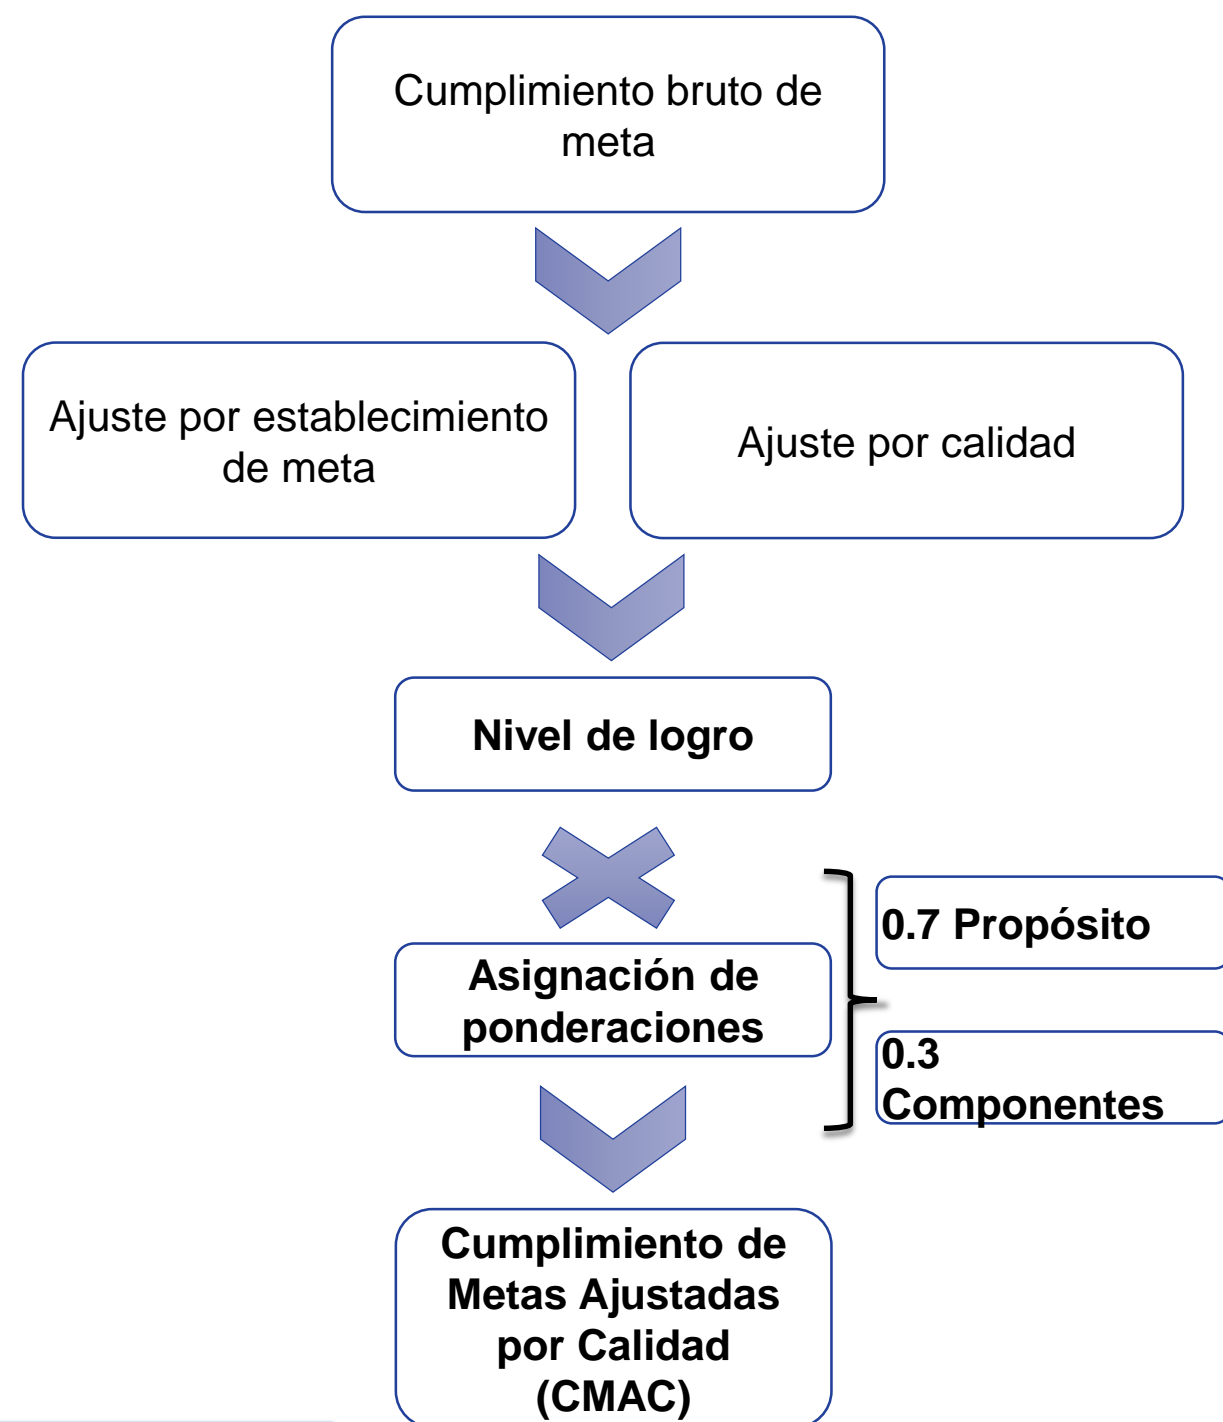 Cumplimiento bruto de
meta
Ajuste por establecimiento
de meta
Ajuste por calidad
Nivel de logro
Asignación de
ponderaciones
0.7 Propósito
0.3
Componentes
Cumplimiento de
Metas Ajustadas
por Calidad
(CMAC)